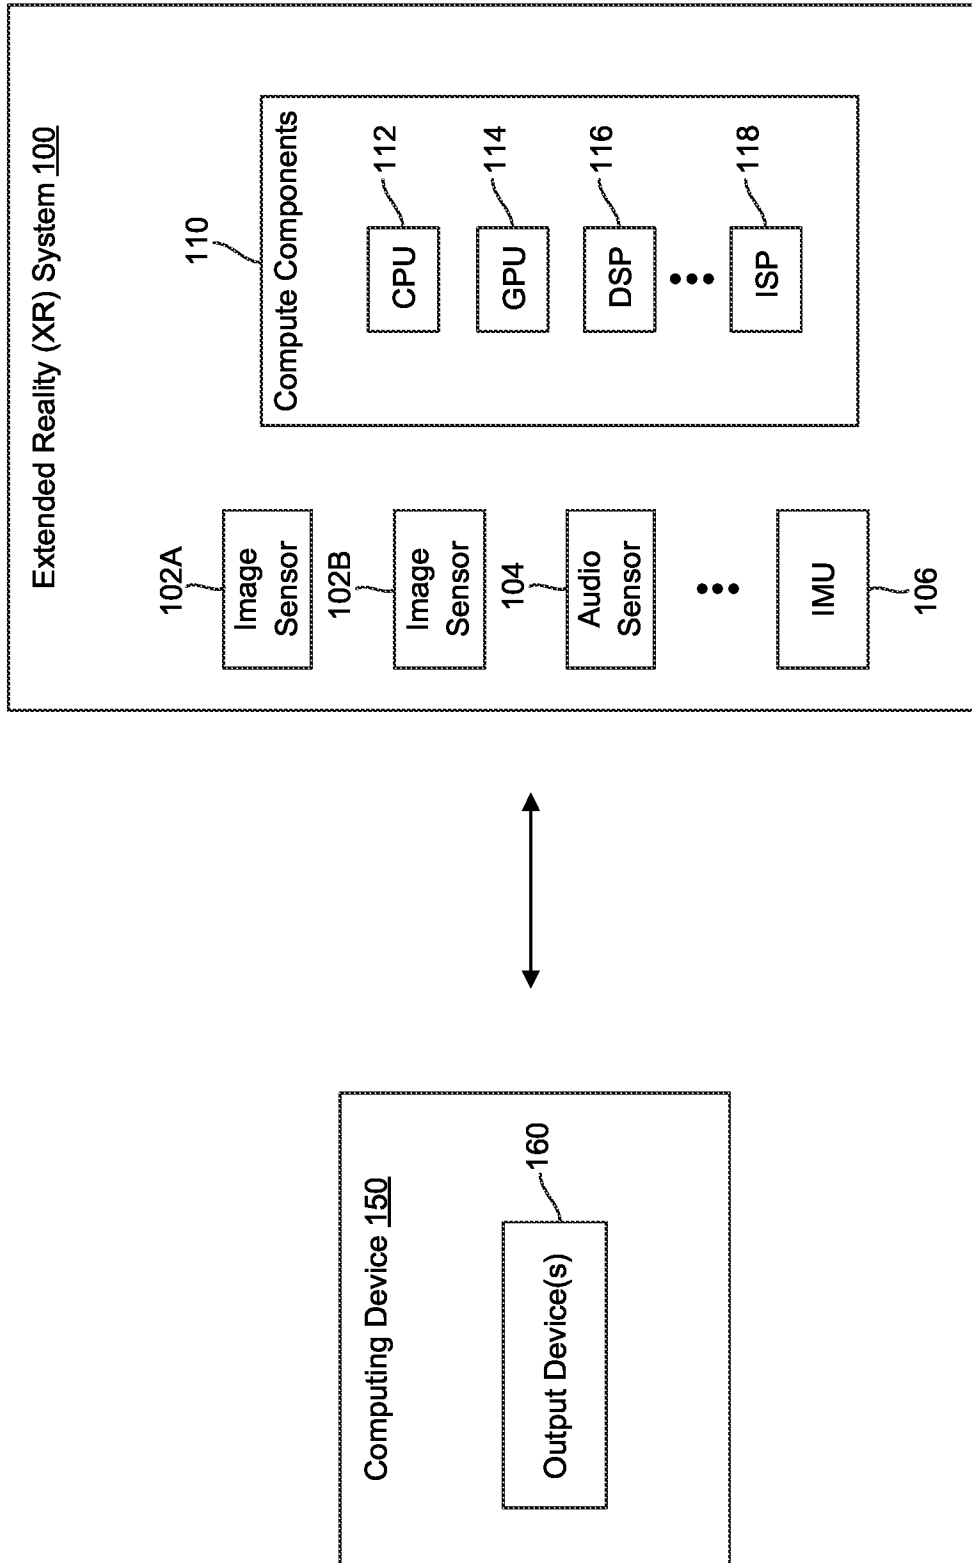 Computing Device 150
160
Output Device(s)
Extended Reality (XR) System 100
102A
Image
Sensor
102B
Image
Sensor
104
Audio
Sensor
IMU
106
110
Compute Components
CPU
112
GPU
114
DSP
116
ISP
118